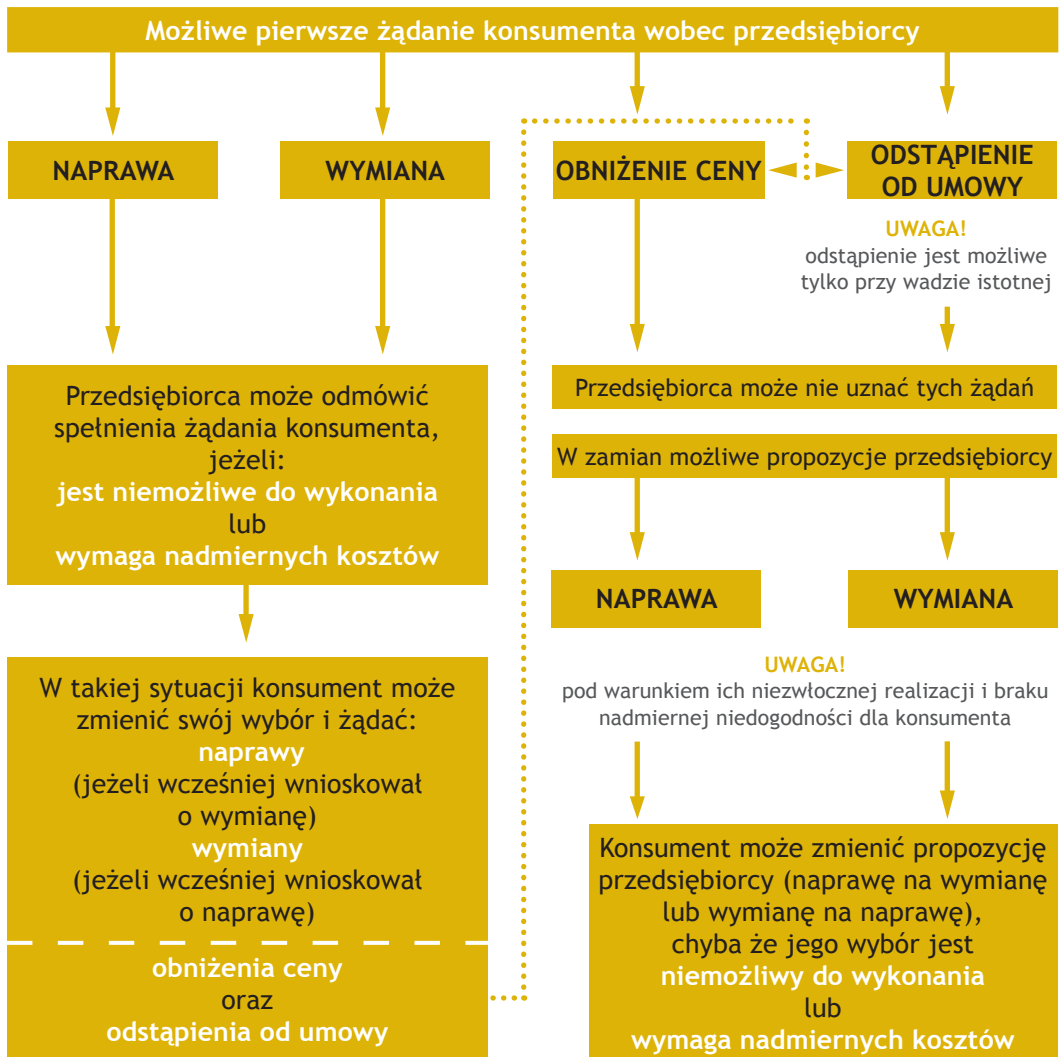 Możliwe pierwsze żądanie konsumenta wobec przedsiębiorcy
NAPRAWA
WYMIANA
OBNIŻENIE CENY
ODSTĄPIENIE
OD UMOWY
UWAGA!
odstąpienie jest możliwe
tylko przy wadzie istotnej
Przedsiębiorca może odmówić
spełnienia żądania konsumenta,
jeżeli:
jest niemożliwe do wykonania
lub
wymaga nadmiernych kosztów
W takiej sytuacji konsument może
zmienić swój wybór i żądać:
naprawy
(jeżeli wcześniej wnioskował
o wymianę)
wymiany
(jeżeli wcześniej wnioskował
o naprawę)
obniżenia ceny
oraz
odstąpienia od umowy
Przedsiębiorca może nie uznać tych żądań
W zamian możliwe propozycje przedsiębiorcy
NAPRAWA
WYMIANA
UWAGA!
pod warunkiem ich niezwłocznej realizacji i braku
nadmiernej niedogodności dla konsumenta
Konsument może zmienić propozycję
przedsiębiorcy (naprawę na wymianę
lub wymianę na naprawę),
chyba że jego wybór jest
niemożliwy do wykonania
lub
wymaga nadmiernych kosztów